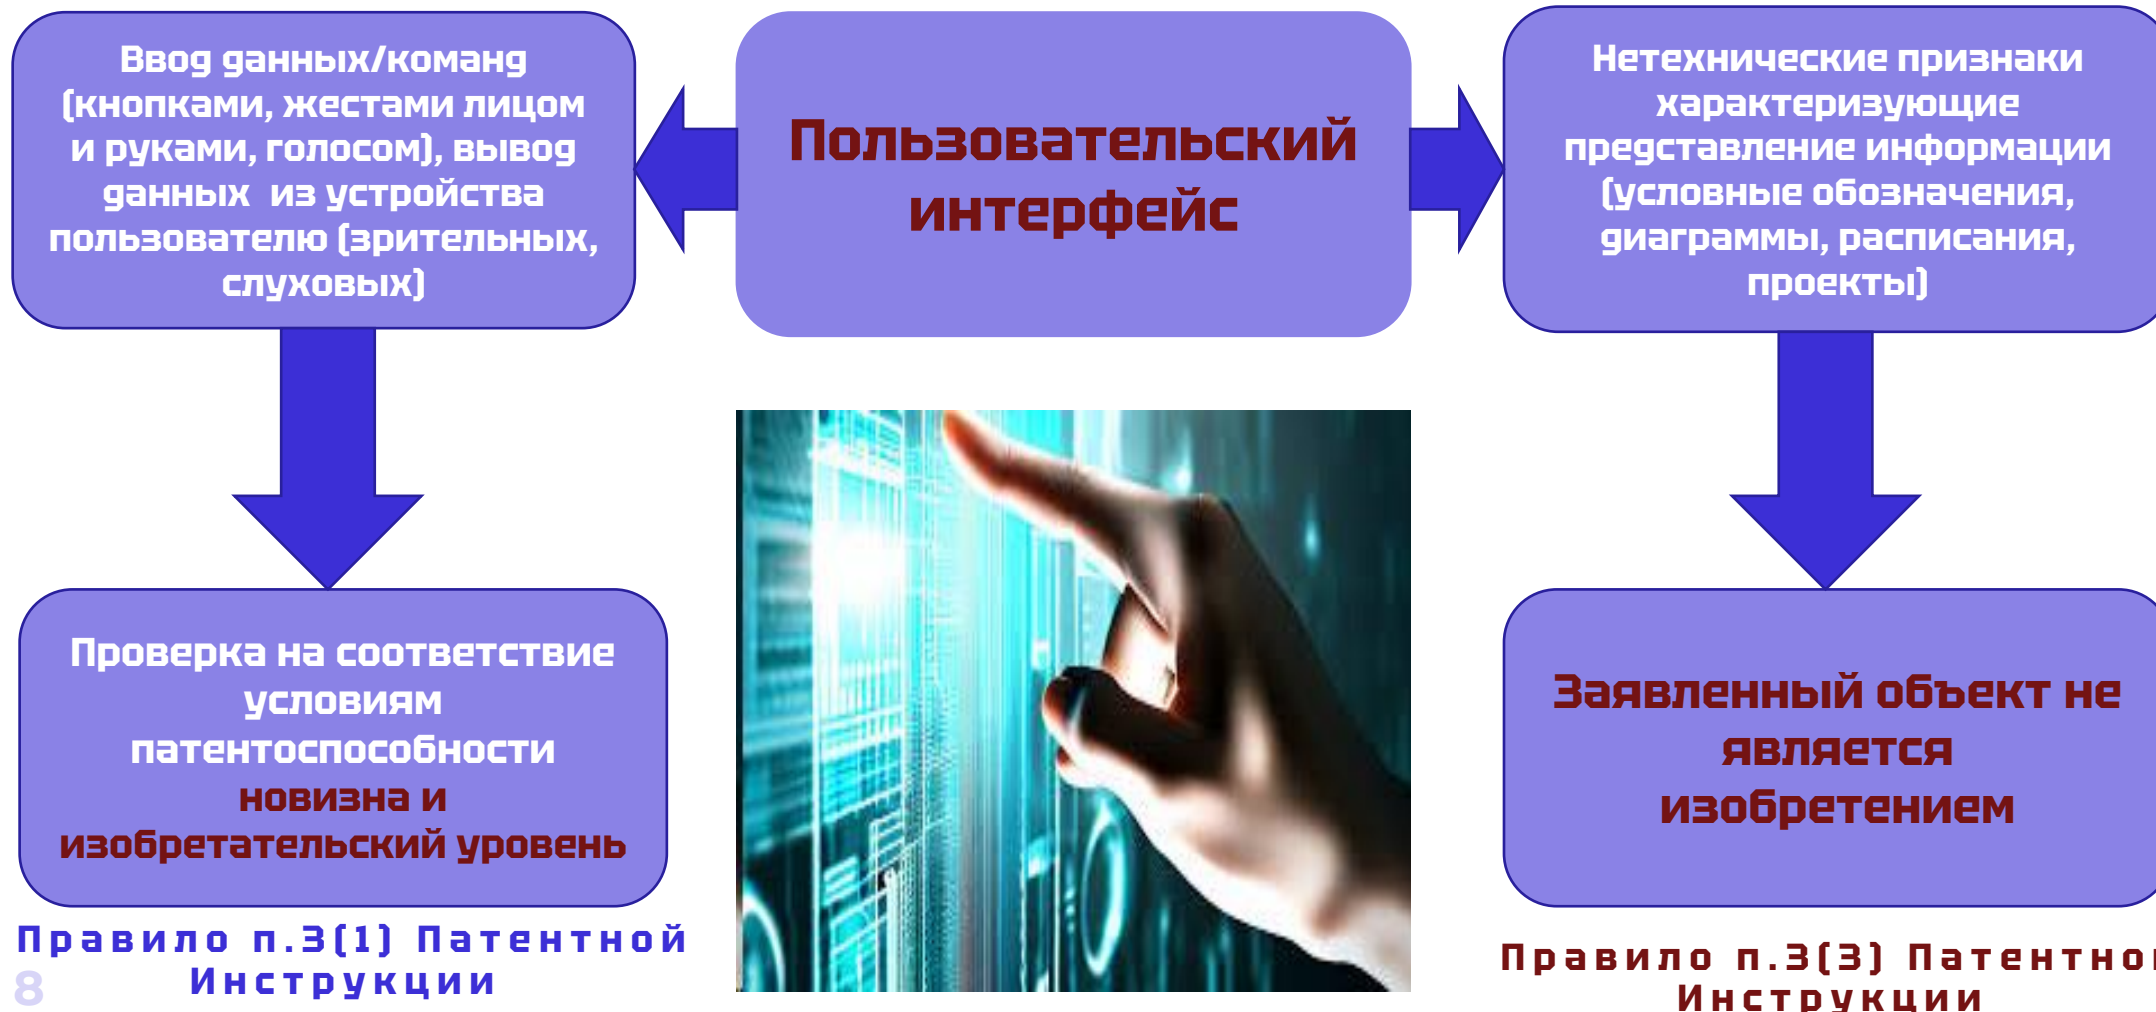 Ввод данных/команд
(кнопками, жестами лицом
и руками, голосом), вывод
данных из устройства
пользователю (зрительных,
слуховых)
Пользовательский
интерфейс
Нетехнические признаки
характеризующие
представление информации
(условные обозначения,
диаграммы, расписания,
проекты)
Проверка на соответствие
условиям
патентоспособности
новизна и
изобретательский уровень
Заявленный объект не
является
изобретением
Правило п.3(1) Патентной
Инструкции
Правило п.3(3) Патентно
Инструкции
8